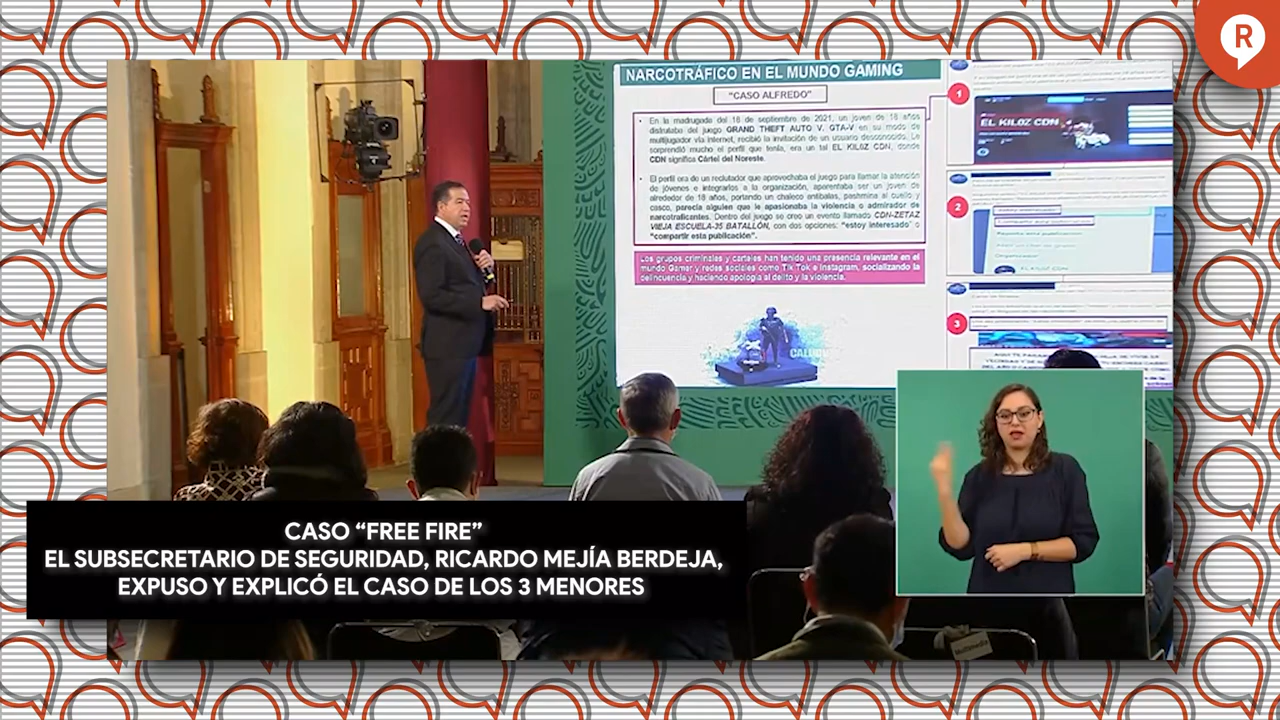 R
NARCOTRÁFICO EN EL MUNDO GAMING
"CASO ALFREDO"
• En la madrugada del 18 de septiembre de 2021, un joven de 18 años
disfrutaba del juego GRAND THEFT AUTO V. GTA-V en su modo de
multijugador vía internet, recibió la invitación de un usuario desconocido. Le
sorprendió mucho el perfil que tenía, era un tal EL KIL0Z CDN, donde
CDN significa Cártel del Noreste.
• El perfil era de un reclutador que aprovechaba el juego para llamar la atención
de jóvenes e integrarlos a la organización, aparentaba ser un joven de
alrededor de 18 años, portando un chaleco antibalas, pashmina al cuello y
casco, parecía alguien que le apasionaba la violencia o admirador de
narcotraficantes. Dentro del juego se creo un evento llamado CDN-ZETAZ
VIEJA ESCUELA-35 BATALLÓN, con dos opciones: "estoy interesado" o
"compartir esta publicación".
Los grupos criminales y carteles han tenido una presencia relevante en el
mundo Gamer y redes sociales como Tik Tok e Instagram, socializando la
delincuencia y haciendo apología al delito y la violencia.
1
EL KIL0Z CDN
2
EL KILOZ CDN
3
CASO “FREE FIRE”
EL SUBSECRETARIO DE SEGURIDAD, RICARDO MEJÍA BERDEJA,
EXPUSO Y EXPLICÓ EL CASO DE LOS 3 MENORES